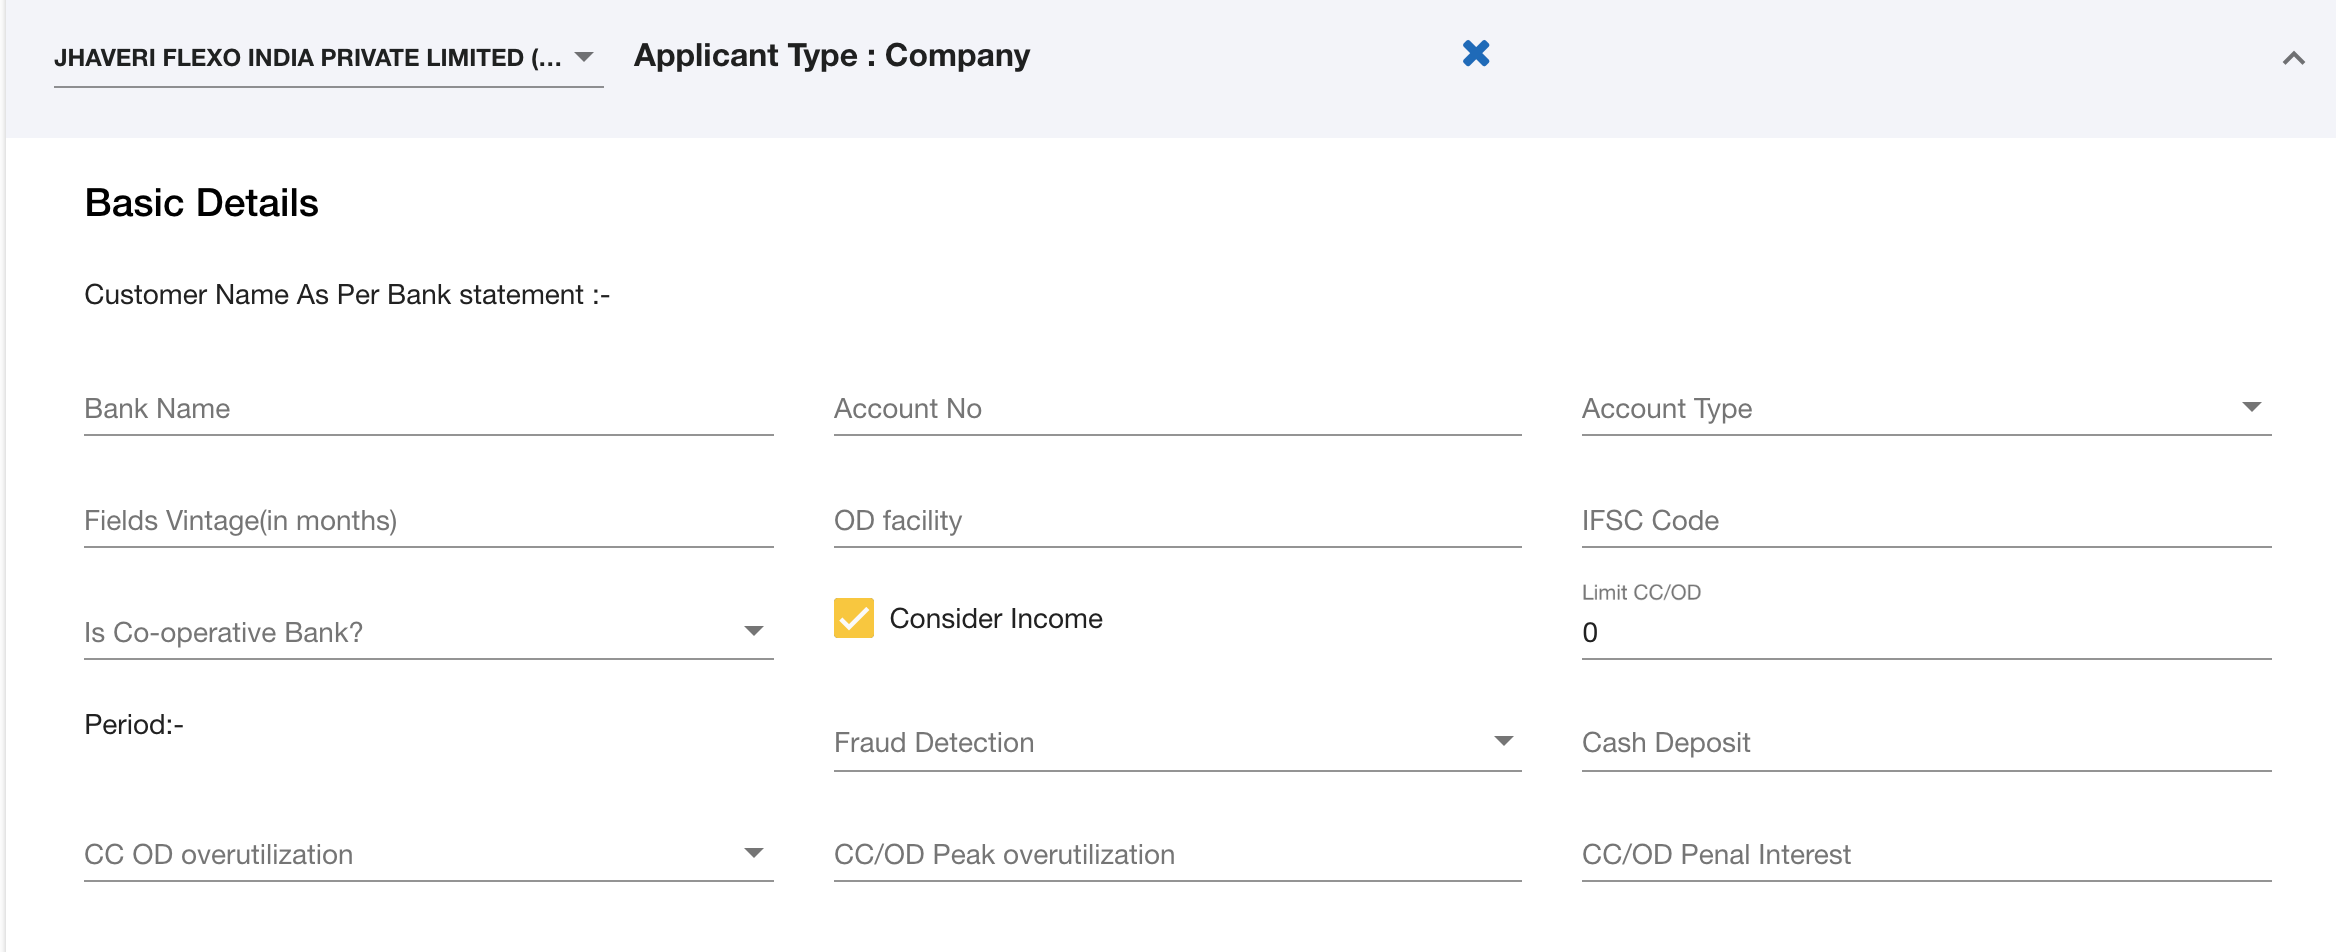 JHAVERI FLEXO INDIA PRIVATE LIMITED (...
Applicant Type : Company
Basic Details
Customer Name As Per Bank statement :-
Bank Name
Account No
Account Type
Fields Vintage(in months)
OD facility
IFSC Code
Is Co-operative Bank?
Consider Income
Limit CC/OD
0
Period:-
Fraud Detection
Cash Deposit
CC OD overutilization
CC/OD Peak overutilization
CC/OD Penal Interest